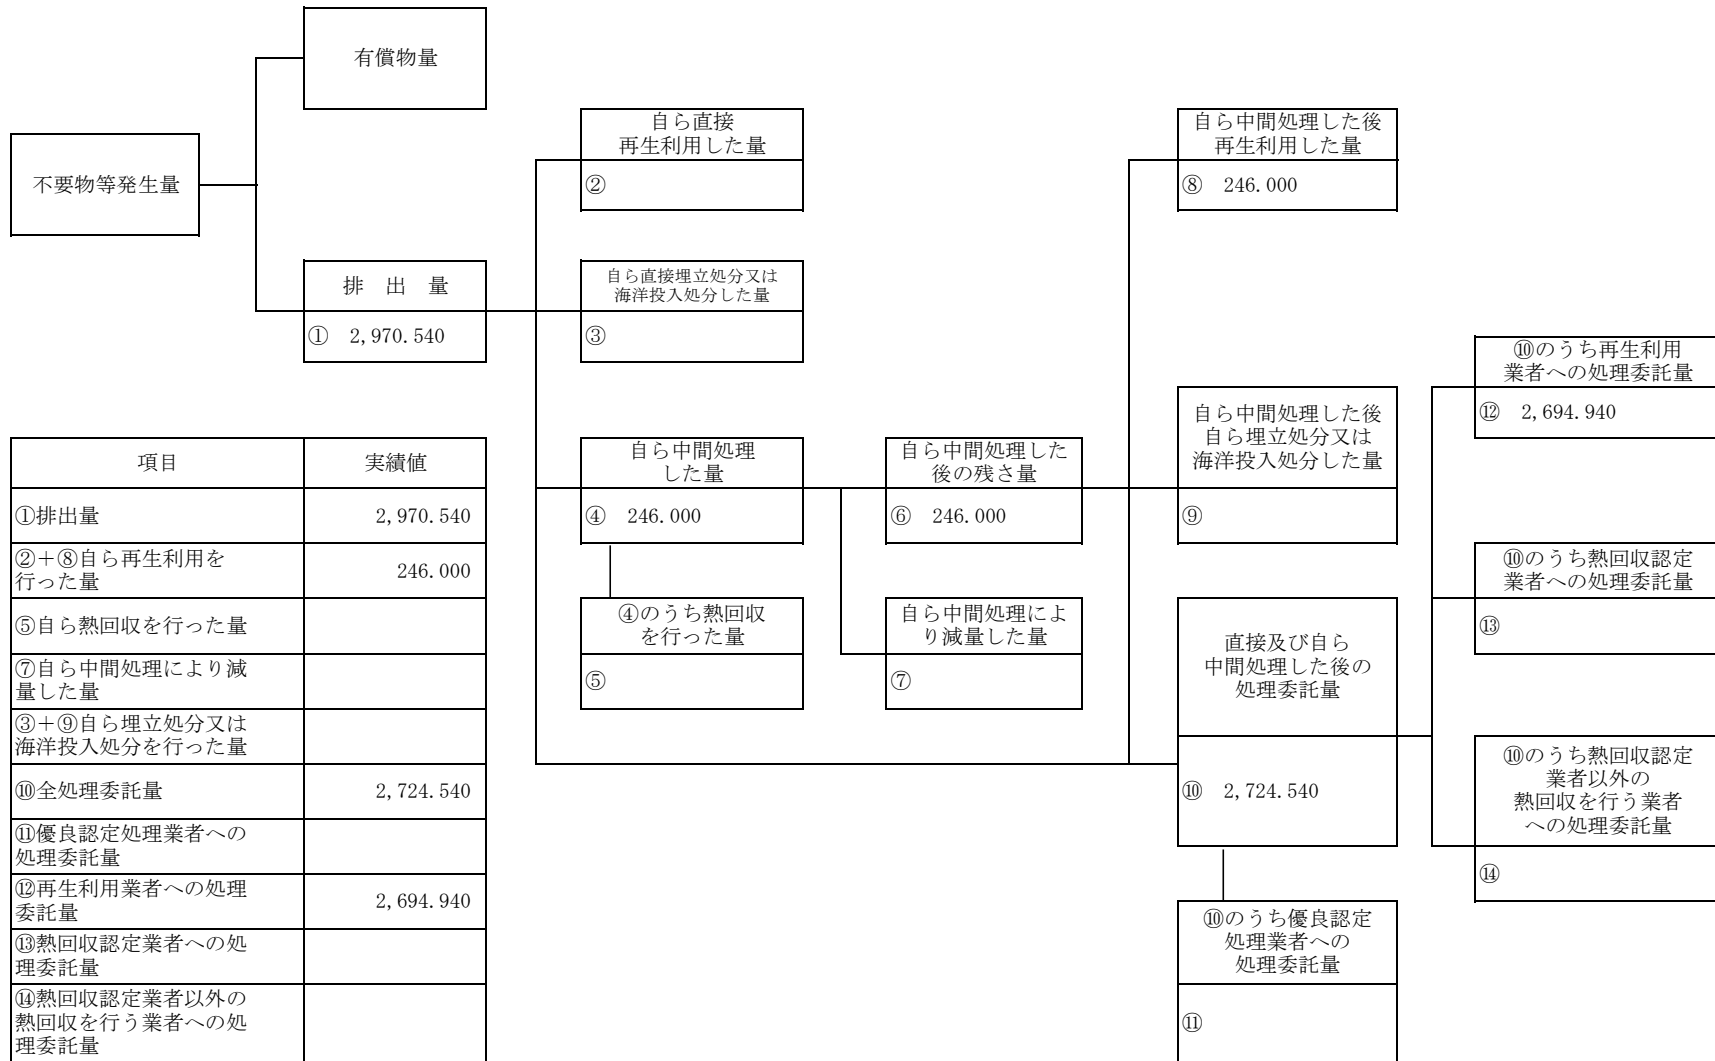 有償物量
不要物等発生量
排 出 量
① 2,970.540
自ら直接
再生利用した量
②
自ら直接埋立処分又は
海洋投入処分した量
③
自ら中間処理
した量
④ 246.000
④のうち熱回収
を行った量
⑤
自ら中間処理した
後の残さ量
⑥ 246.000
自ら中間処理によ
り減量した量
⑦
自ら中間処理した後
再生利用した量
⑧ 246.000
自ら中間処理した後
自ら埋立処分又は
海洋投入処分した量
⑨
直接及び自ら
中間処理した後の
処理委託量
⑩ 2,724.540
⑩のうち優良認定
処理業者への
処理委託量
⑪
⑩のうち再生利用
業者への処理委託量
⑫ 2,694.940
⑩のうち熱回収認定
業者への処理委託量
⑬
⑩のうち熱回収認定
業者以外の
熱回収を行う業者
への処理委託量
⑭
項目 実績値
①排出量 2,970.540
②+⑧自ら再生利用を
行った量 246.000
⑤自ら熱回収を行った量
⑦自ら中間処理により減
量した量
③+⑨自ら埋立処分又は
海洋投入処分を行った量
⑩全処理委託量 2,724.540
⑪優良認定処理業者への
処理委託量
⑫再生利用業者への処理
委託量 2,694.940
⑬熱回収認定業者への処
理委託量
⑭熱回収認定業者以外の
熱回収を行う業者への処
理委託量